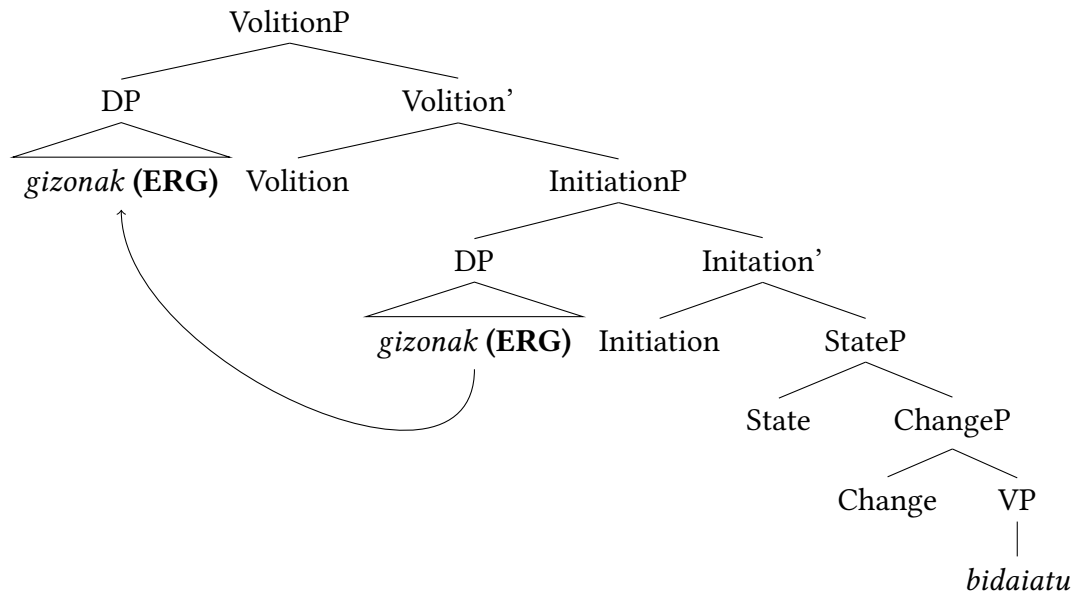 VolitionP
DP Volition’
gizonak (ERG) Volition InitiationP
DP Initation’
gizonak (ERG) Initiation StateP
State ChangeP
Change VP
bidaiatu